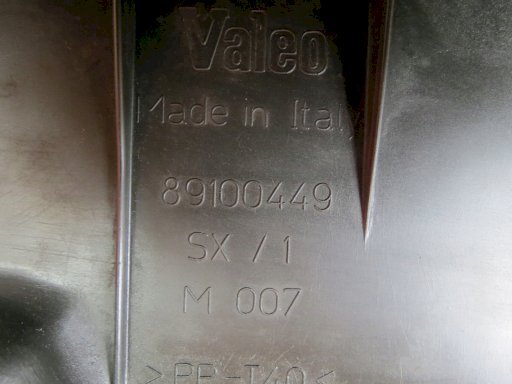 Valeo
Made in Italy
89100449
SX / 1
M 007
>PP-T40<